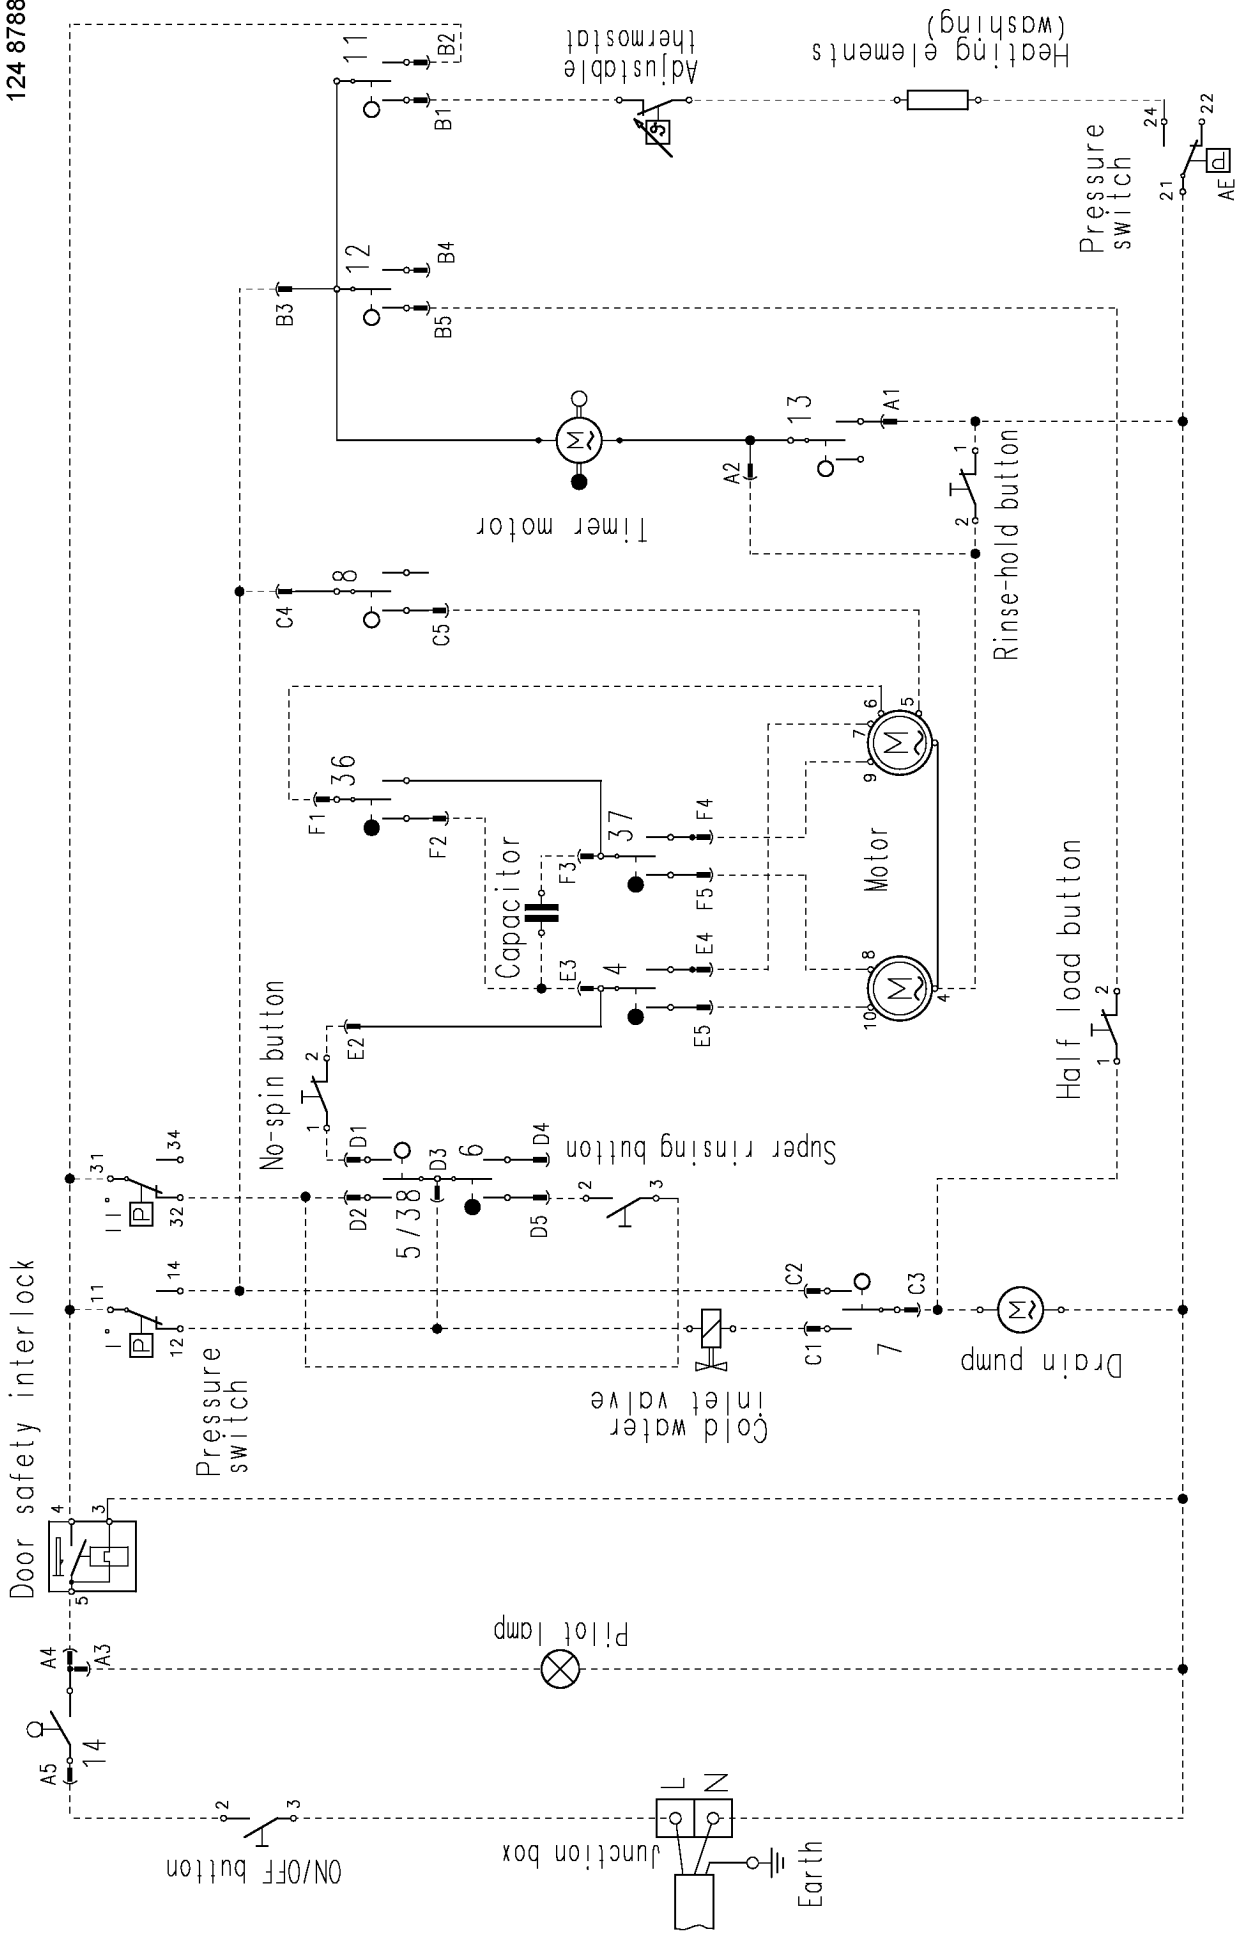 124 8788
Door safety interlock
4
3
5
A4
A3
A5
14
2
3
ON/OFF button
Junction box
L
N
Earth
Pilot lamp
Pressure
switch
I°
P
11
12
14
II°
P
31
32
34
No-spin button
1
2
D1
D2
5/38
D3
6
D4
D5
Super rinsing button
2
3
Cold water
inlet valve
C1
C2
7
C3
Drain pump
M
Half load button
1
2
E2
E3
4
E4
E5
Capacitor
F1
36
F2
F3
37
F4
F5
Motor
M
10
8
4
M
9
7
6
5
C4
8
C5
Timer motor
M
A2
13
A1
Rinse-hold button
1
2
B3
12
B4
B5
11
B2
B1
Adjustable
thermostat
Heating elements
(washing)
Pressure
switch
24
22
21
AE
P